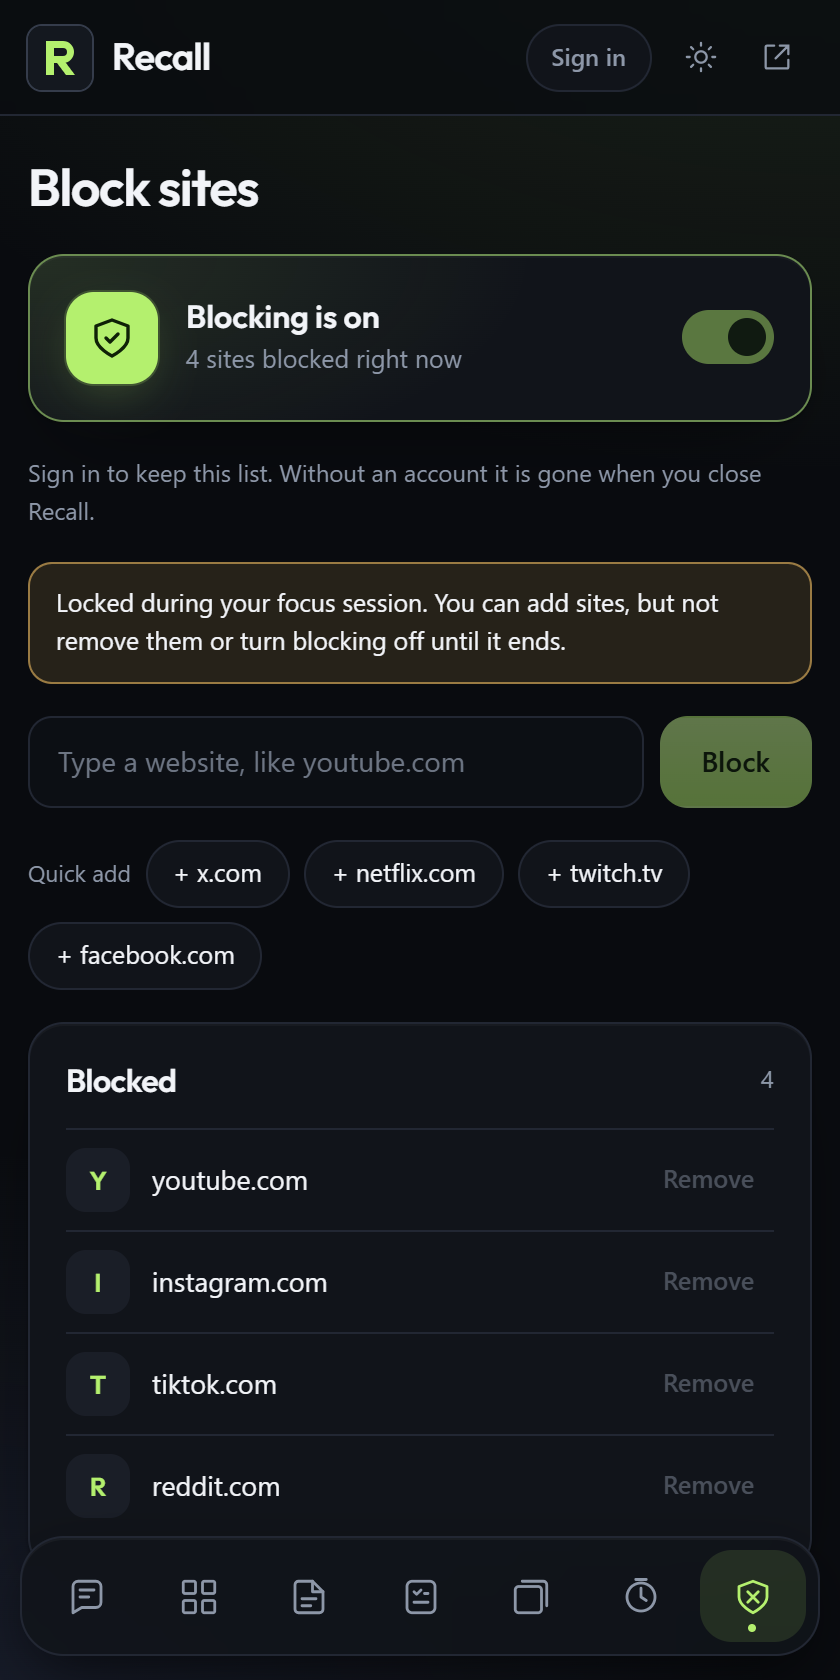 R Recall
Sign in
Block sites
Blocking is on
4 sites blocked right now
Sign in to keep this list. Without an account it is gone when you close
Recall.
Locked during your focus session. You can add sites, but not
remove them or turn blocking off until it ends.
Type a website, like youtube.com
Block
Quick add + x.com + netflix.com + twitch.tv
+ facebook.com
Blocked 4
Y youtube.com Remove
I instagram.com Remove
T tiktok.com Remove
R reddit.com Remove